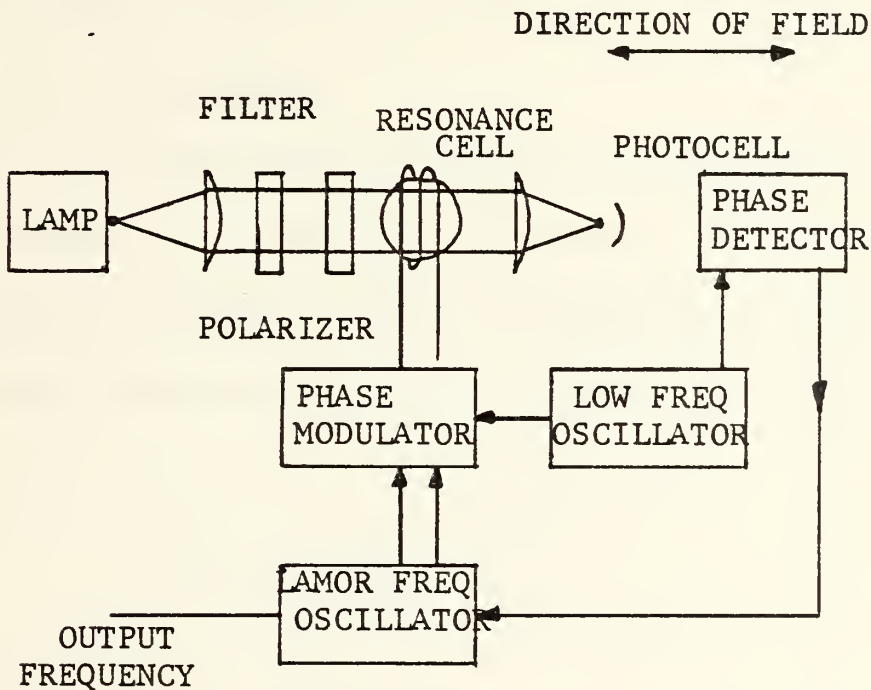 DIRECTION OF FIELD
FILTER
RESONANCE
CELL
PHOTOCELL
LAMP
PHASE
DETECTOR
POLARIZER
PHASE
MODULATOR
LOW FREQ
OSCILLATOR
LAMOR FREQ
OSCILLATOR
OUTPUT
FREQUENCY